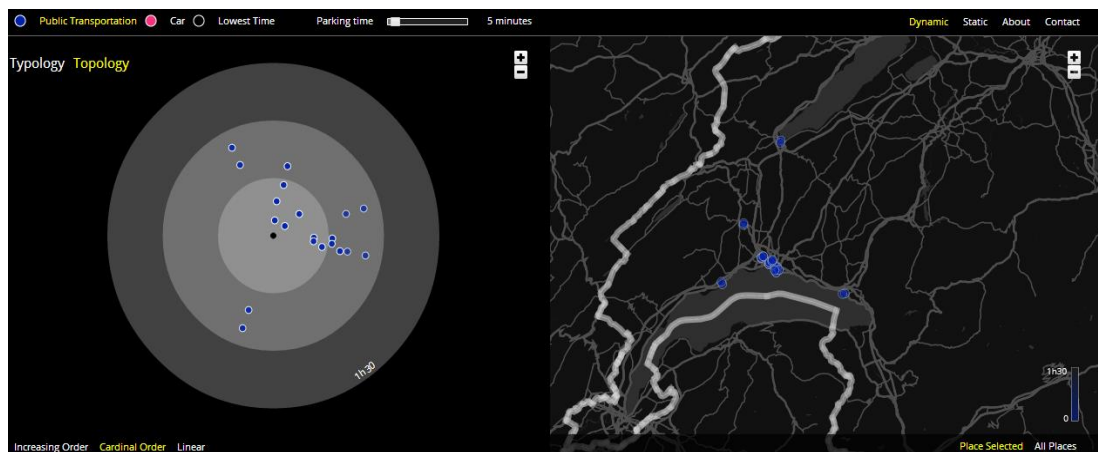 Public Transportation Car Lowest Time Parking time 5 minutes Dynamic Static About Contact
Typology Topology
+
-
+
-
1h30
1h30
0
Increasing Order Cardinal Order Linear Place Selected All Places